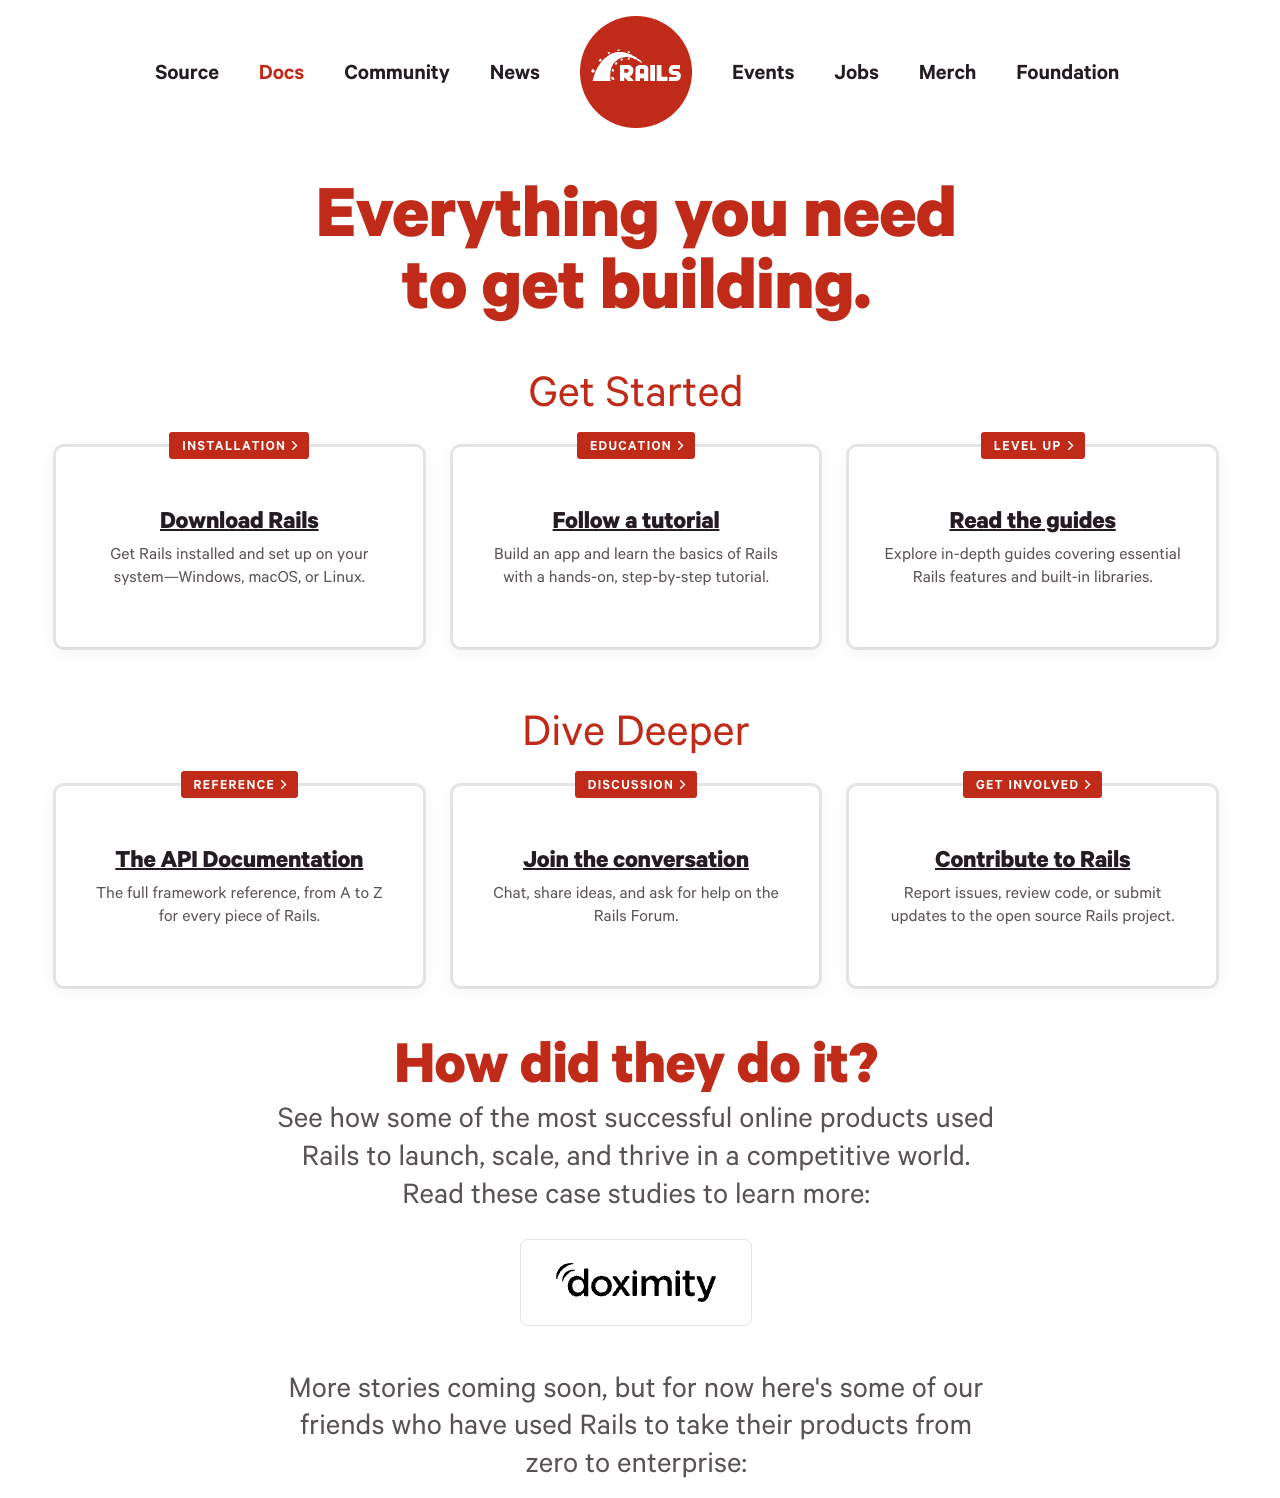 Source Docs Community News RAILS Events Jobs Merch Foundation
Everything you need
to get building.
Get Started
INSTALLATION
Download Rails
Get Rails installed and set up on your
system—Windows, macOS, or Linux.
EDUCATION
Follow a tutorial
Build an app and learn the basics of Rails
with a hands-on, step-by-step tutorial.
LEVEL UP
Read the guides
Explore in-depth guides covering essential
Rails features and built-in libraries.
Dive Deeper
REFERENCE
The API Documentation
The full framework reference, from A to Z
for every piece of Rails.
DISCUSSION
Join the conversation
Chat, share ideas, and ask for help on the
Rails Forum.
GET INVOLVED
Contribute to Rails
Report issues, review code, or submit
updates to the open source Rails project.
How did they do it?
See how some of the most successful online products used
Rails to launch, scale, and thrive in a competitive world.
Read these case studies to learn more:
doximity
More stories coming soon, but for now here's some of our
friends who have used Rails to take their products from
zero to enterprise: